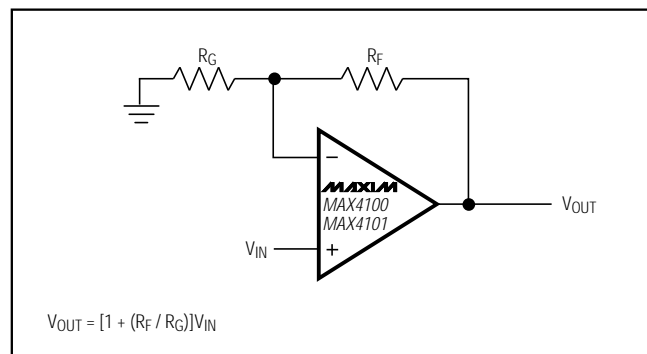 RG
RF
−
MAXIM
MAX4100
MAX4101
VOUT
VIN
+
VOUT = [1 + (RF / RG)]VIN